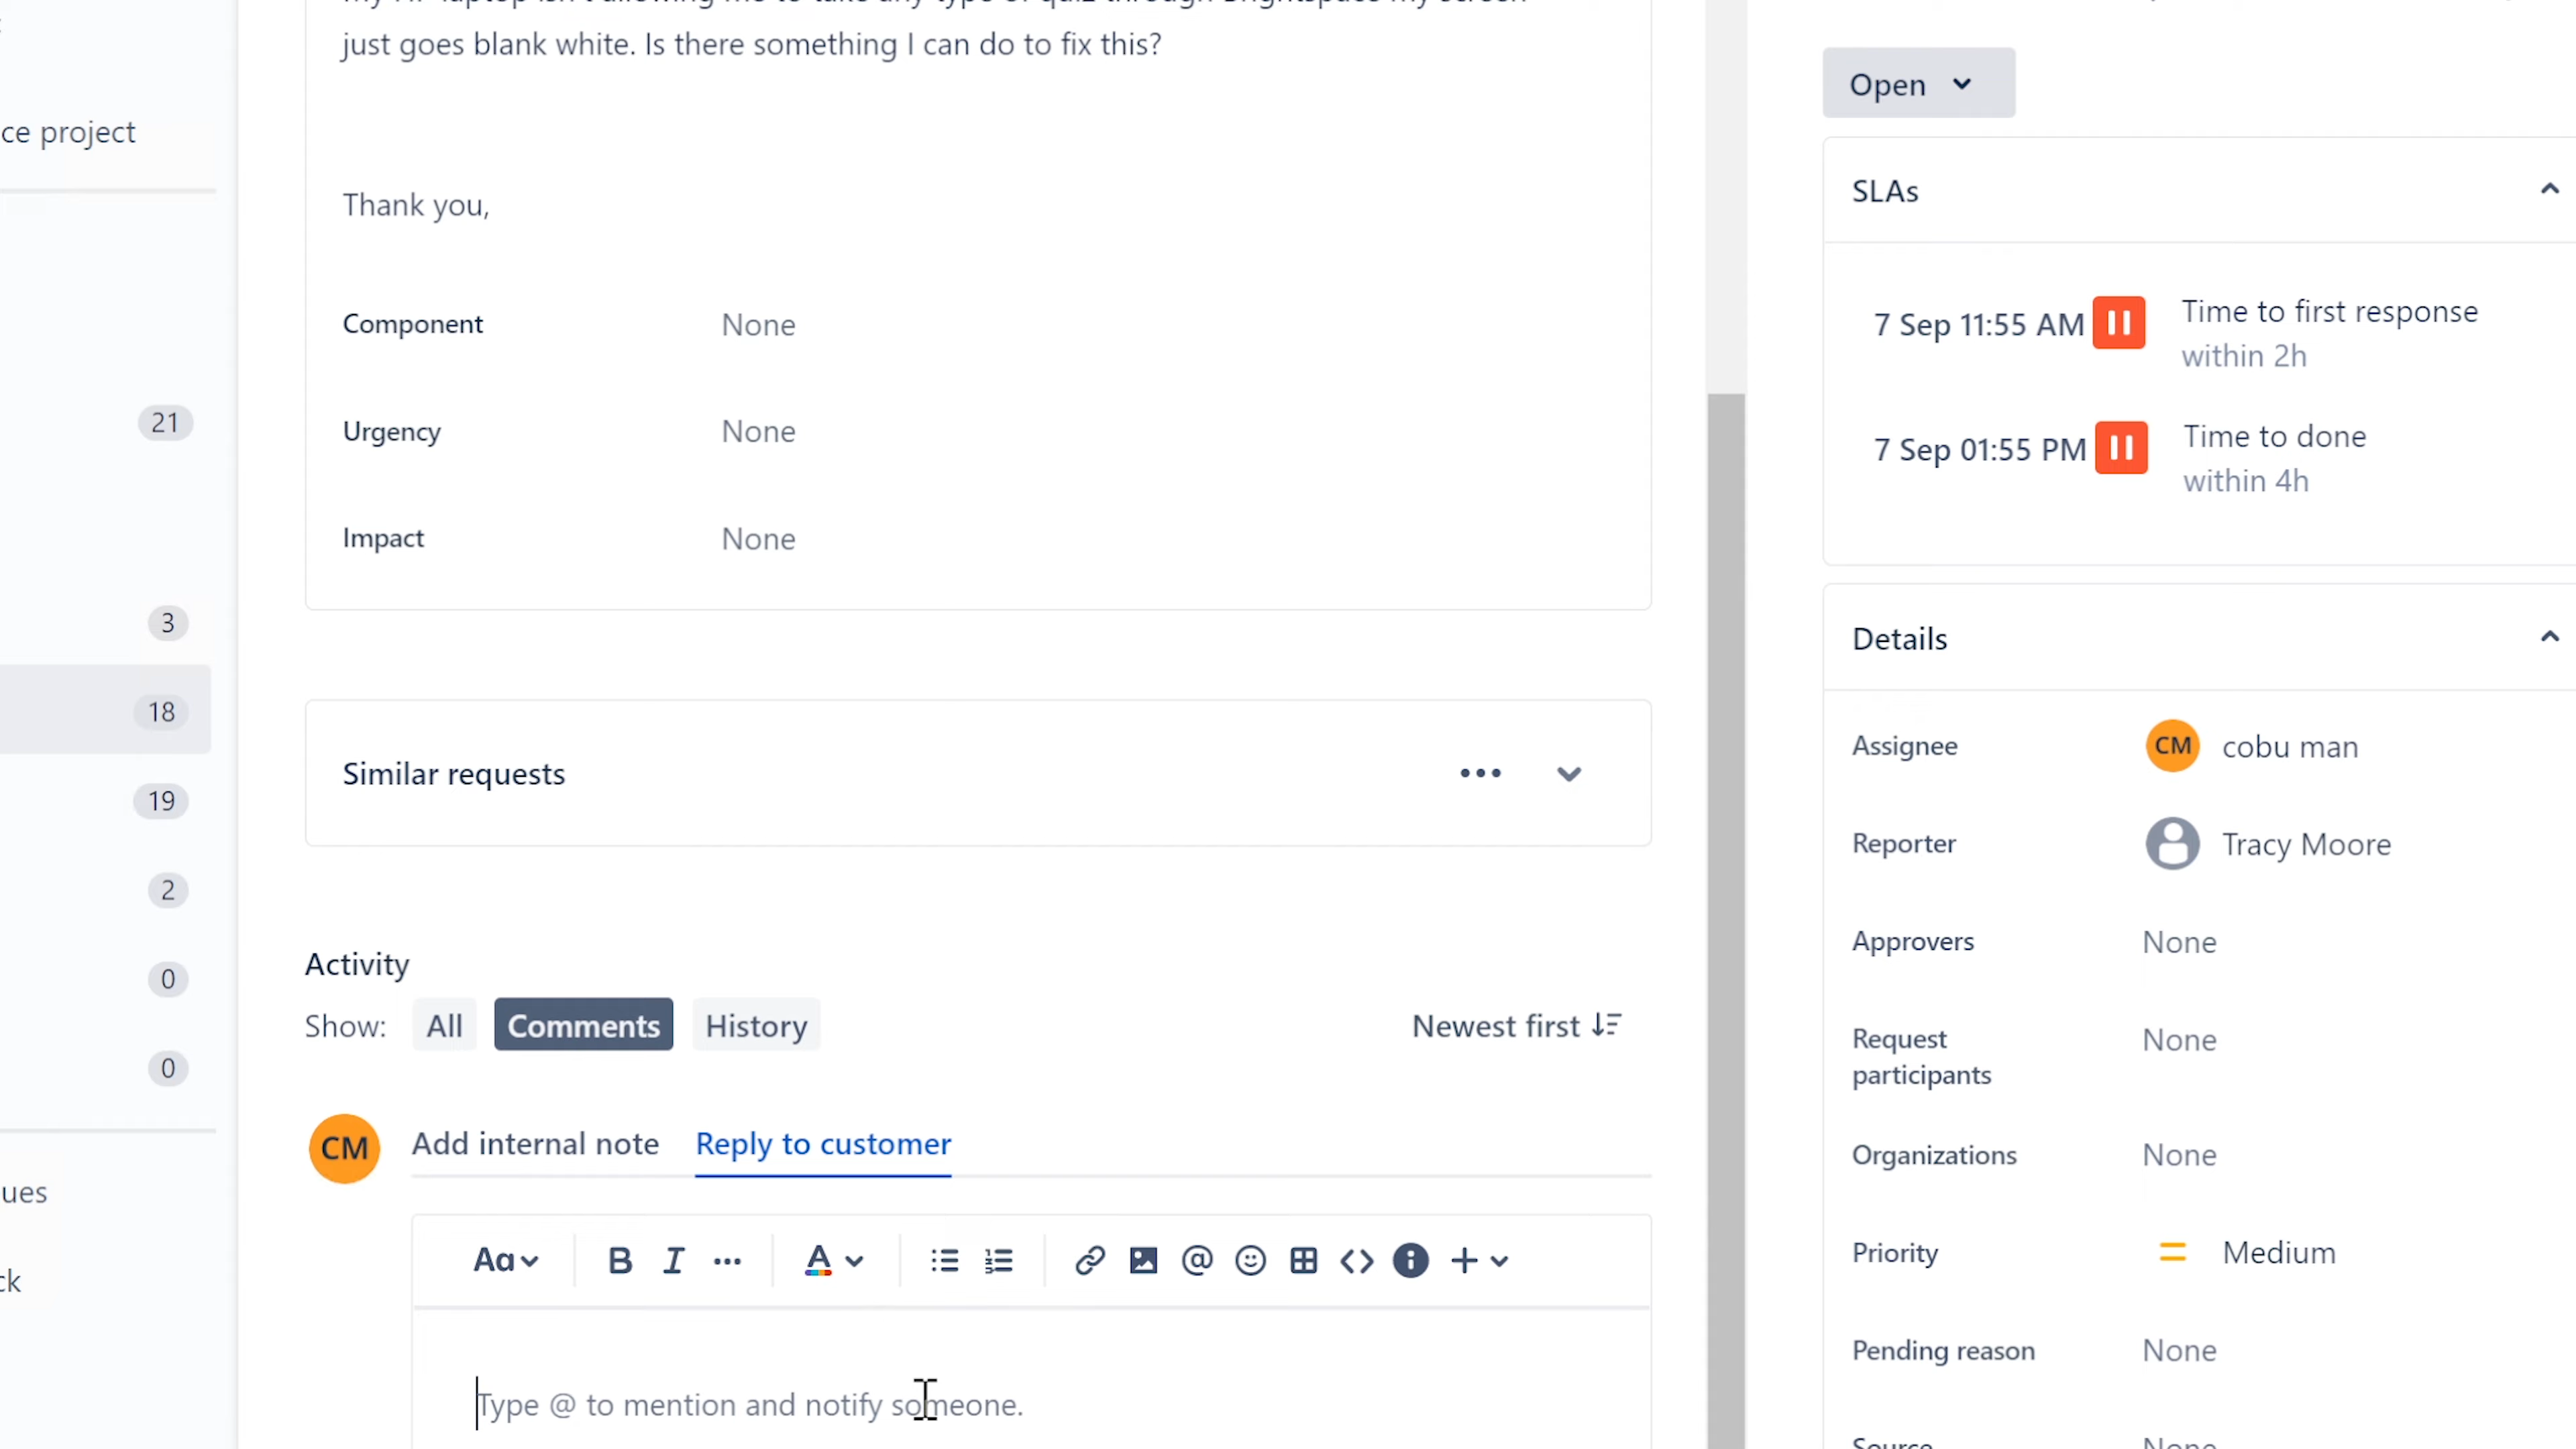 just goes blank white. Is there something I can do to fix this?
Thank you,
Component None
Urgency None
Impact None
Similar requests
Activity
Show: All Comments History Newest first
CM Add internal note Reply to customer
Aa B I A @
Type @ to mention and notify someone.
ce project
21
3
18
19
2
0
0
ues
ck
Open
SLAs
7 Sep 11:55 AM Time to first response
within 2h
7 Sep 01:55 PM Time to done
within 4h
Details
Assignee CM cobu man
Reporter Tracy Moore
Approvers None
Request None
participants
Organizations None
Priority Medium
Pending reason None